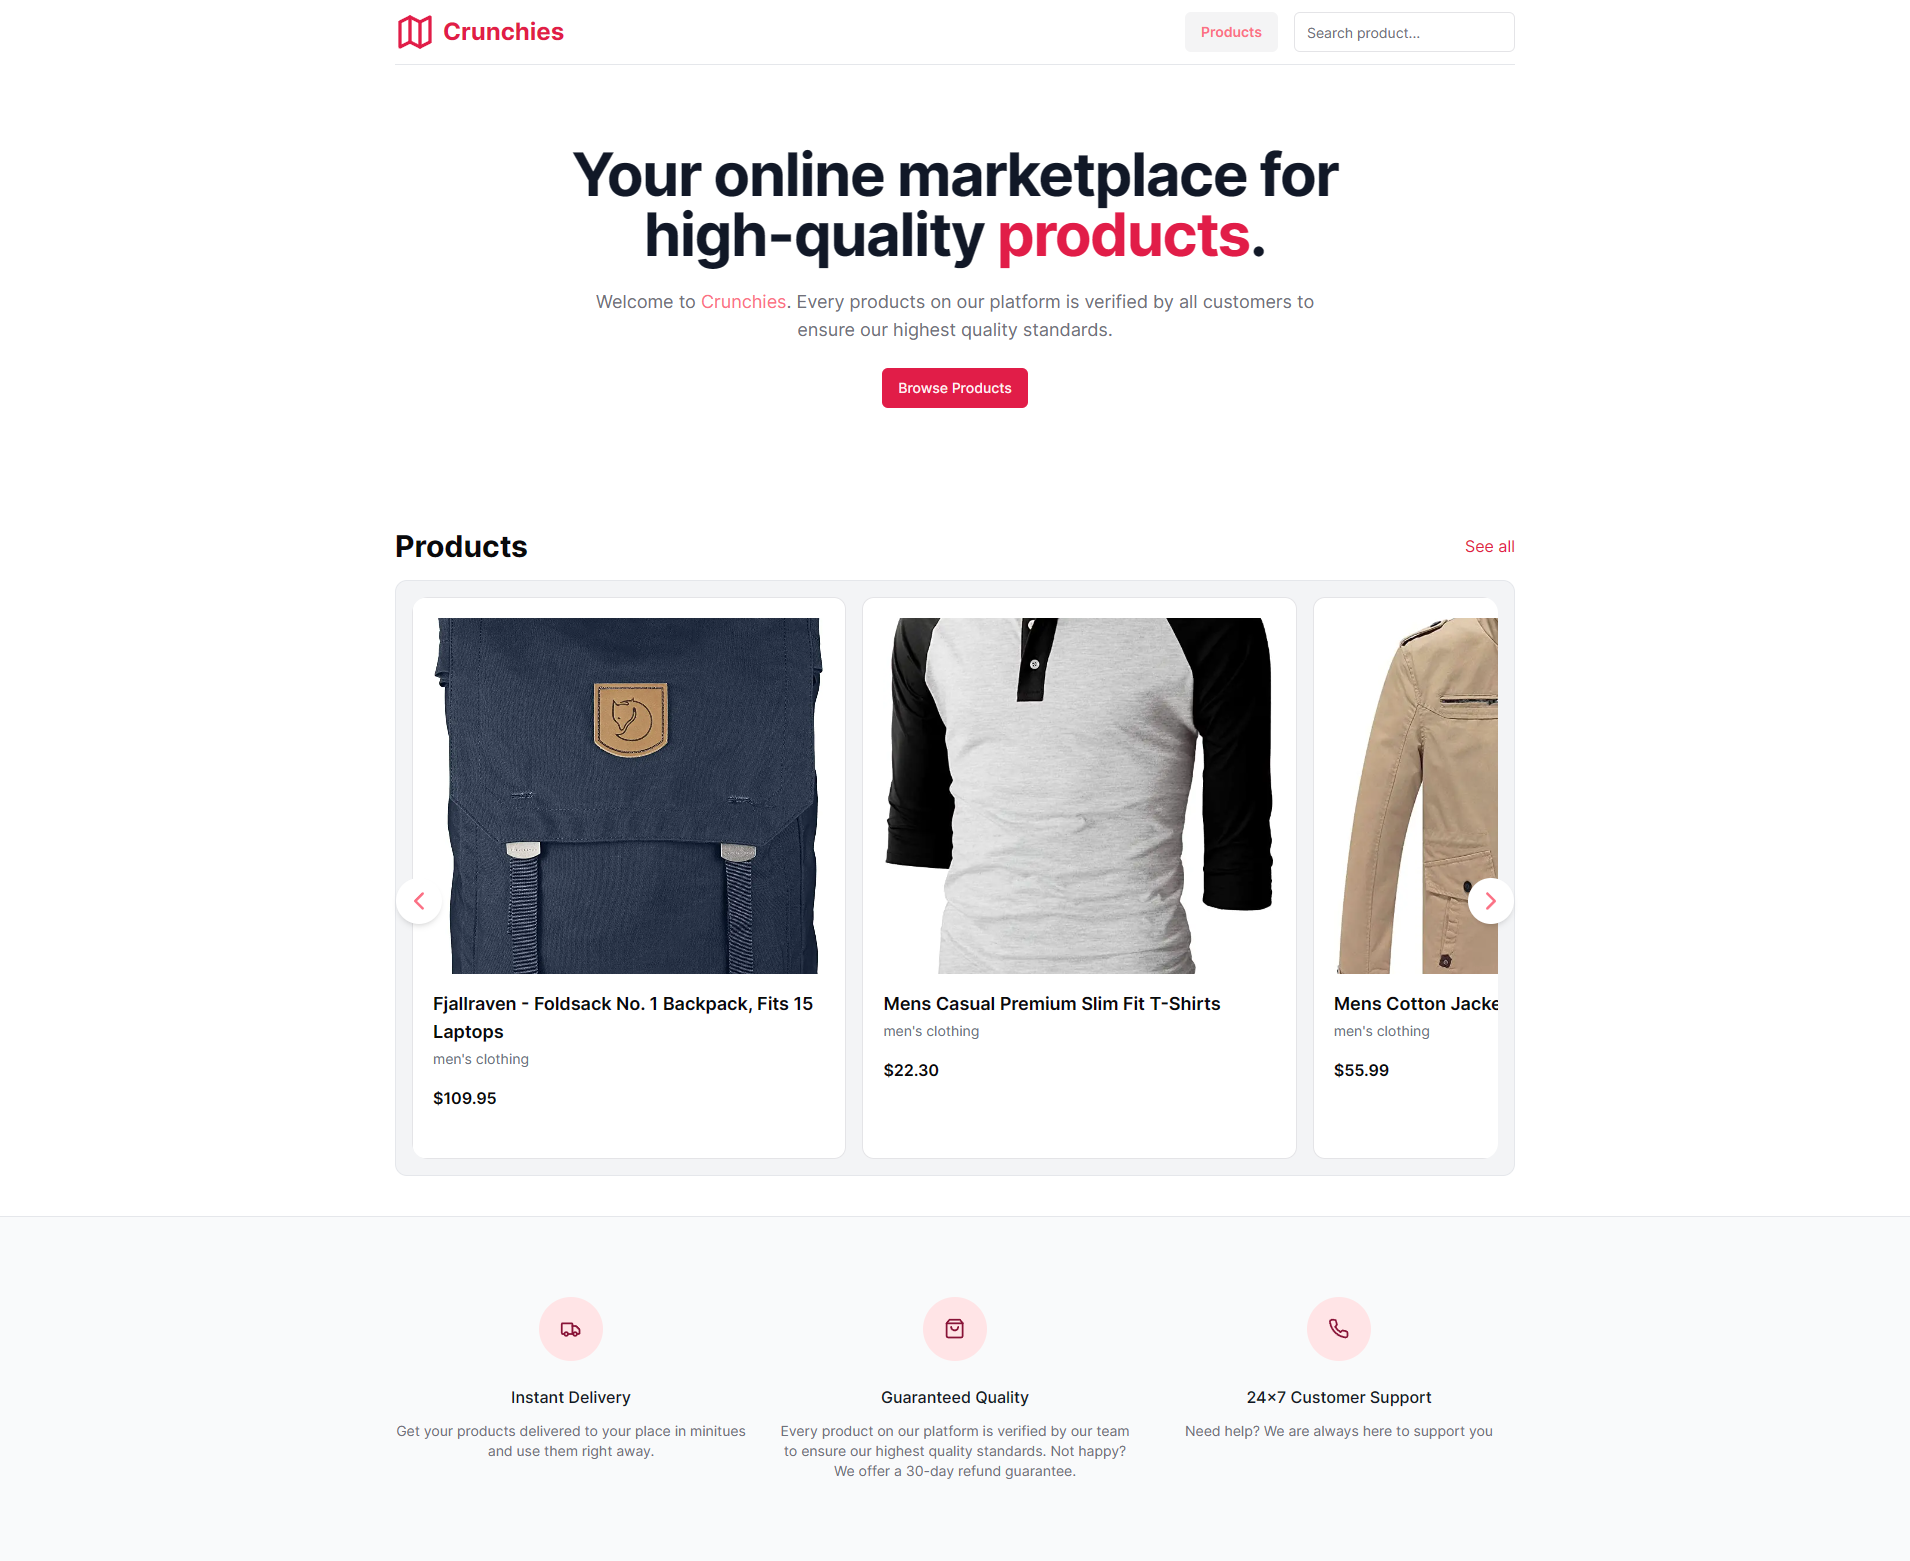 Crunchies
Products
Search product...
Your online marketplace for
high-quality products.
Welcome to Crunchies. Every products on our platform is verified by all customers to
ensure our highest quality standards.
Browse Products
Products
See all
Fjallraven - Foldsack No. 1 Backpack, Fits 15
Laptops
men's clothing
$109.95
Mens Casual Premium Slim Fit T-Shirts
men's clothing
$22.30
Mens Cotton Jacke
men's clothing
$55.99
Instant Delivery
Get your products delivered to your place in minitues
and use them right away.
Guaranteed Quality
Every product on our platform is verified by our team
to ensure our highest quality standards. Not happy?
We offer a 30-day refund guarantee.
24×7 Customer Support
Need help? We are always here to support you